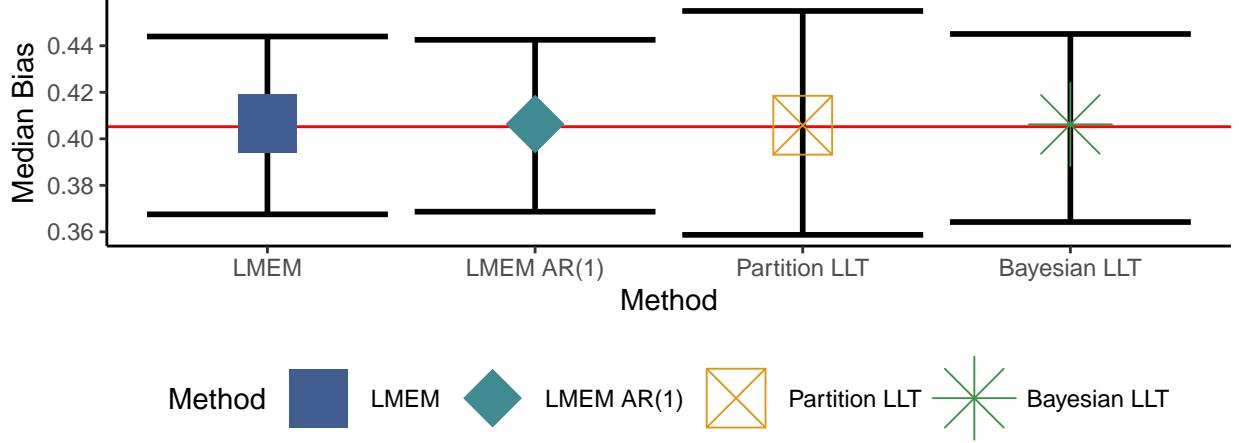 Median Bias
0.44
0.42
0.40
0.38
0.36
LMEM LMEM AR(1) Partition LLT Bayesian LLT
Method
Method LMEM LMEM AR(1) Partition LLT Bayesian LLT